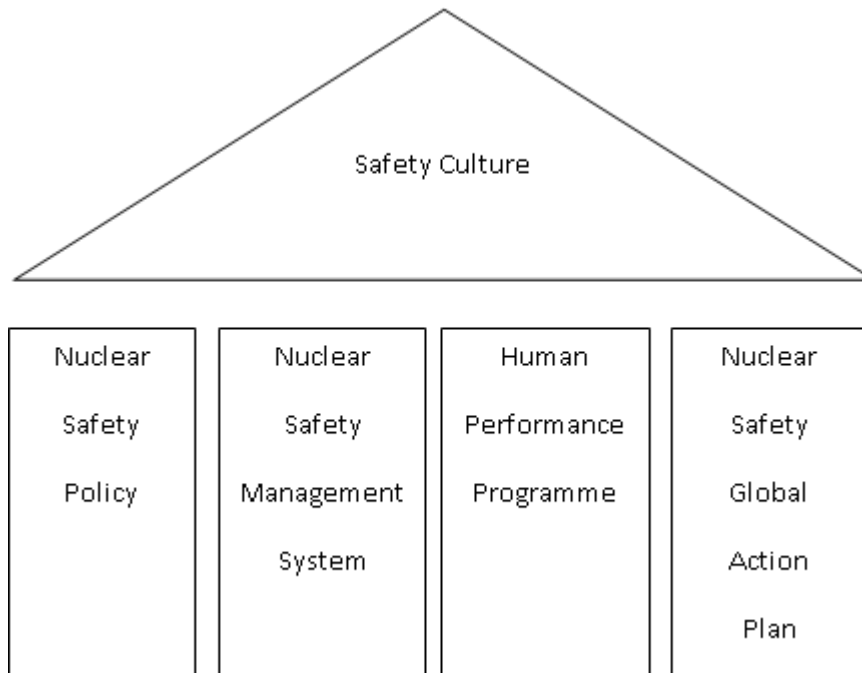 Safety Culture
Nuclear
Safety
Policy
Nuclear
Safety
Management
System
Human
Performance
Programme
Nuclear
Safety
Global
Action
Plan